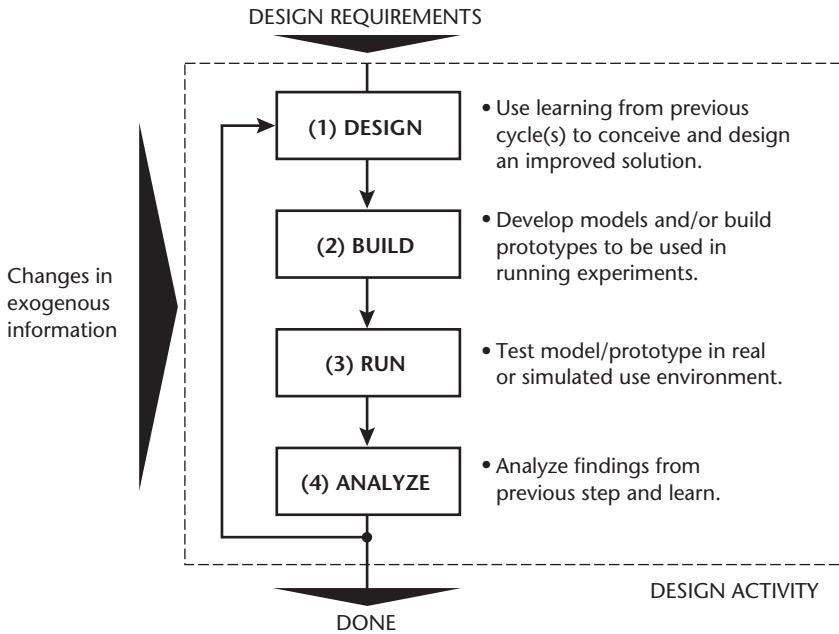 DESIGN REQUIREMENTS
(1) DESIGN
• Use learning from previous
cycle(s) to conceive and design
an improved solution.
(2) BUILD
• Develop models and/or build
prototypes to be used in
running experiments.
Changes in
exogenous
information
(3) RUN
• Test model/prototype in real
or simulated use environment.
(4) ANALYZE
• Analyze findings from
previous step and learn.
DESIGN ACTIVITY
DONE